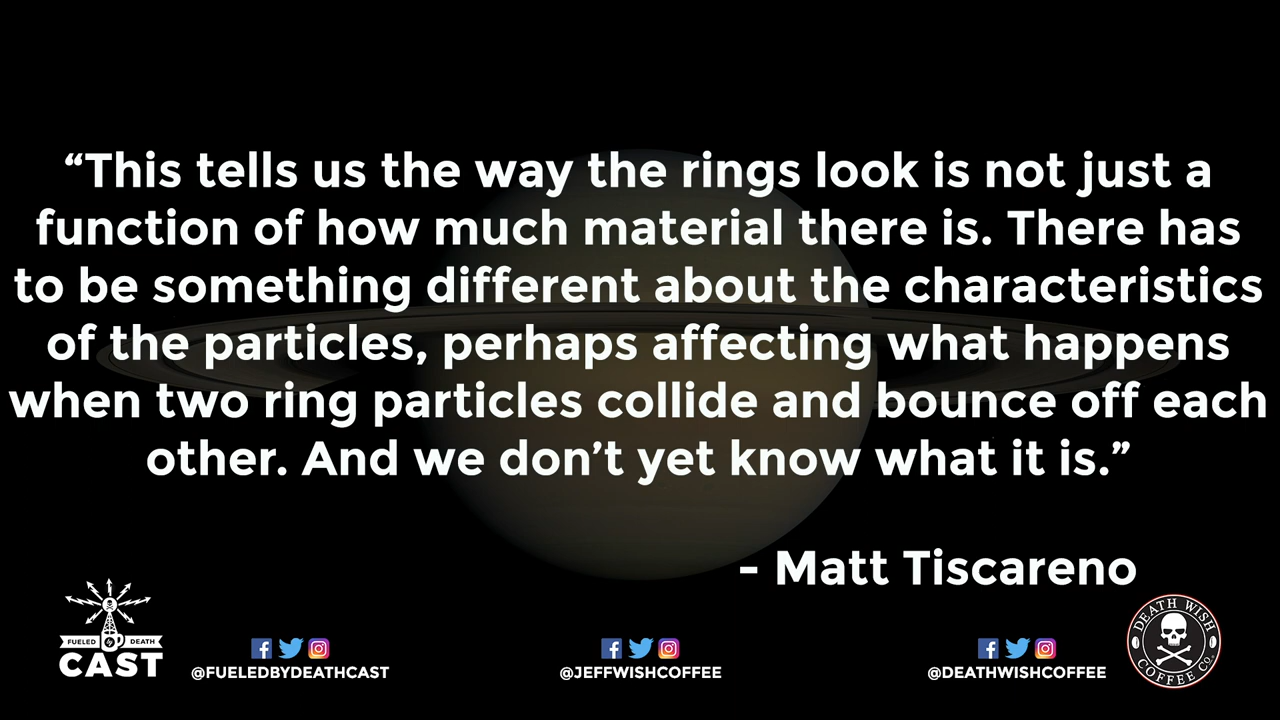 “This tells us the way the rings look is not just a
function of how much material there is. There has
to be something different about the characteristics
of the particles, perhaps affecting what happens
when two ring particles collide and bounce off each
other. And we don’t yet know what it is.”
- Matt Tiscareno
FUELED DEATH
CAST
@FUELEDBYDEATHCAST
@JEFFWISHCOFFEE
@DEATHWISHCOFFEE
DEATH WISH
COFFEE CO.